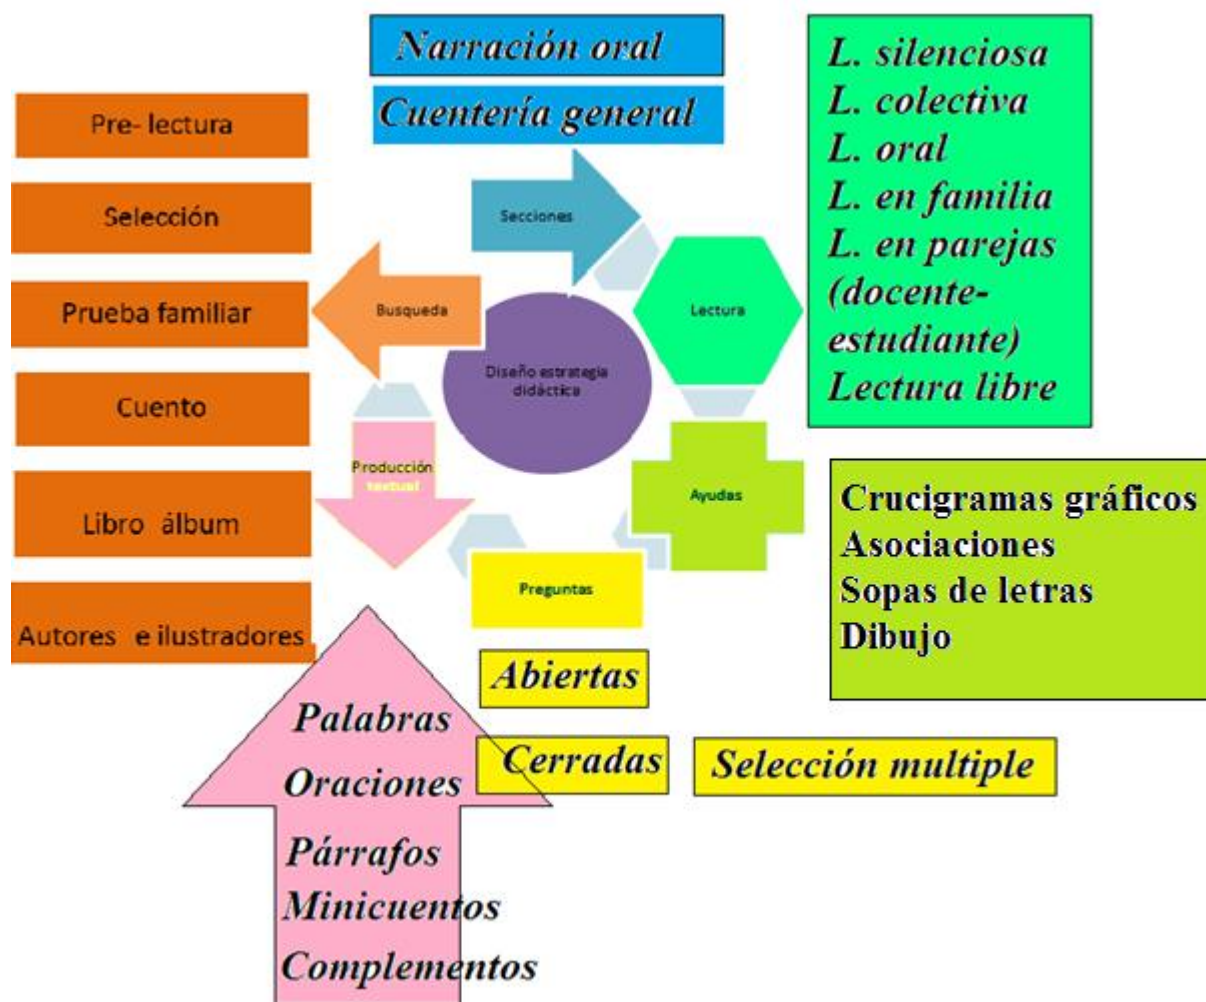 Narración oral
Cuentería general
Pre- lectura
Selección
Prueba familiar
Cuento
Libro álbum
Autores e ilustradores
Secciones
Busqueda
Diseño estrategia
didáctica
Lectura
L. silenciosa
L. colectiva
L. oral
L. en familia
L. en parejas
(docente-
estudiante)
Lectura libre
Producción
textual
Ayudas
Crucigramas gráficos
Asociaciones
Sopas de letras
Dibujo
Preguntas
Abiertas
Cerradas
Selección multiple
Palabras
Oraciones
Párrafos
Minicuentos
Complementos